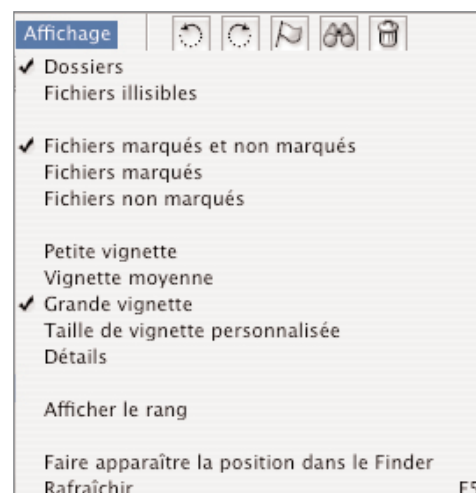 Affichage
Dossiers
Fichiers illisibles
Fichiers marqués et non marqués
Fichiers marqués
Fichiers non marqués
Petite vignette
Vignette moyenne
Grande vignette
Taille de vignette personnalisée
Détails
Afficher le rang
Faire apparaître la position dans le Finder
Rafraîchir